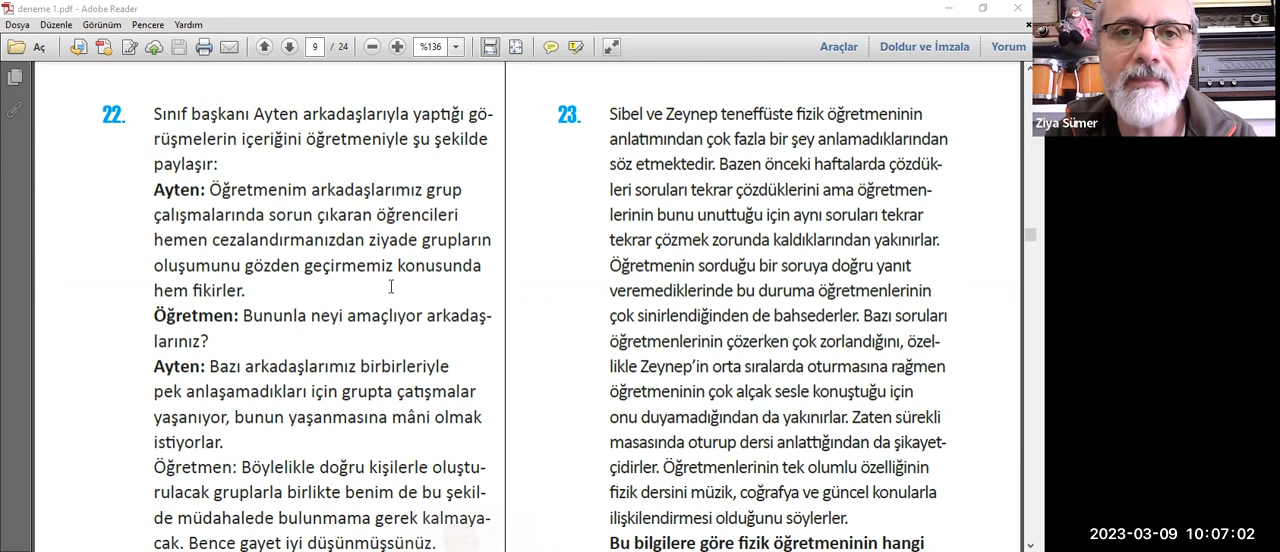 deneme 1.pdf - Adobe Reader
Dosya Düzenle Görünüm Pencere Yardım
Aç 9 / 24 %136 Araçlar Doldur ve İmzala Yorum
Ziya Sümer
22. Sınıf başkanı Ayten arkadaşlarıyla yaptığı gö-
rüşmelerin içeriğini öğretmeniyle şu şekilde
paylaşır:
Ayten: Öğretmenim arkadaşlarımız grup
çalışmalarında sorun çıkaran öğrencileri
hemen cezalandırmanızdan ziyade grupların
oluşumunu gözden geçirmemiz konusunda
hem fikirler.
Öğretmen: Bununla neyi amaçlıyor arkadaş-
larınız?
Ayten: Bazı arkadaşlarımız birbirleriyle
pek anlaşamadıkları için grupta çatışmalar
yaşanıyor, bunun yaşanmasına mâni olmak
istiyorlar.
Öğretmen: Böylelikle doğru kişilerle oluştu-
rulacak gruplarla birlikte benim de bu şekil-
de müdahalede bulunmama gerek kalmaya-
cak. Bence gayet iyi düşünmüşsünüz.
23. Sibel ve Zeynep teneffüste fizik öğretmeninin
anlatımından çok fazla bir şey anlamadıklarından
söz etmektedir. Bazen önceki haftalarda çözdük-
leri soruları tekrar çözdüklerini ama öğretmen-
lerinin bunu unuttuğu için aynı soruları tekrar
tekrar çözmek zorunda kaldıklarından yakınırlar.
Öğretmenin sorduğu bir soruya doğru yanıt
veremediklerinde bu duruma öğretmenlerinin
çok sinirlendiğinden de bahsederler. Bazı soruları
öğretmenlerinin çözerken çok zorlandığını, özel-
likle Zeynep’in orta sıralarda oturmasına rağmen
öğretmeninin çok alçak sesle konuştuğu için
onu duyamadığından da yakınırlar. Zaten sürekli
masasında oturup dersi anlattığından da şikayet-
çidirler. Öğretmenlerinin tek olumlu özelliğinin
fizik dersini müzik, coğrafya ve güncel konularla
ilişkilendirmesi olduğunu söylerler.
Bu bilgilere göre fizik öğretmeninin hangi
2023-03-09 10:07:02